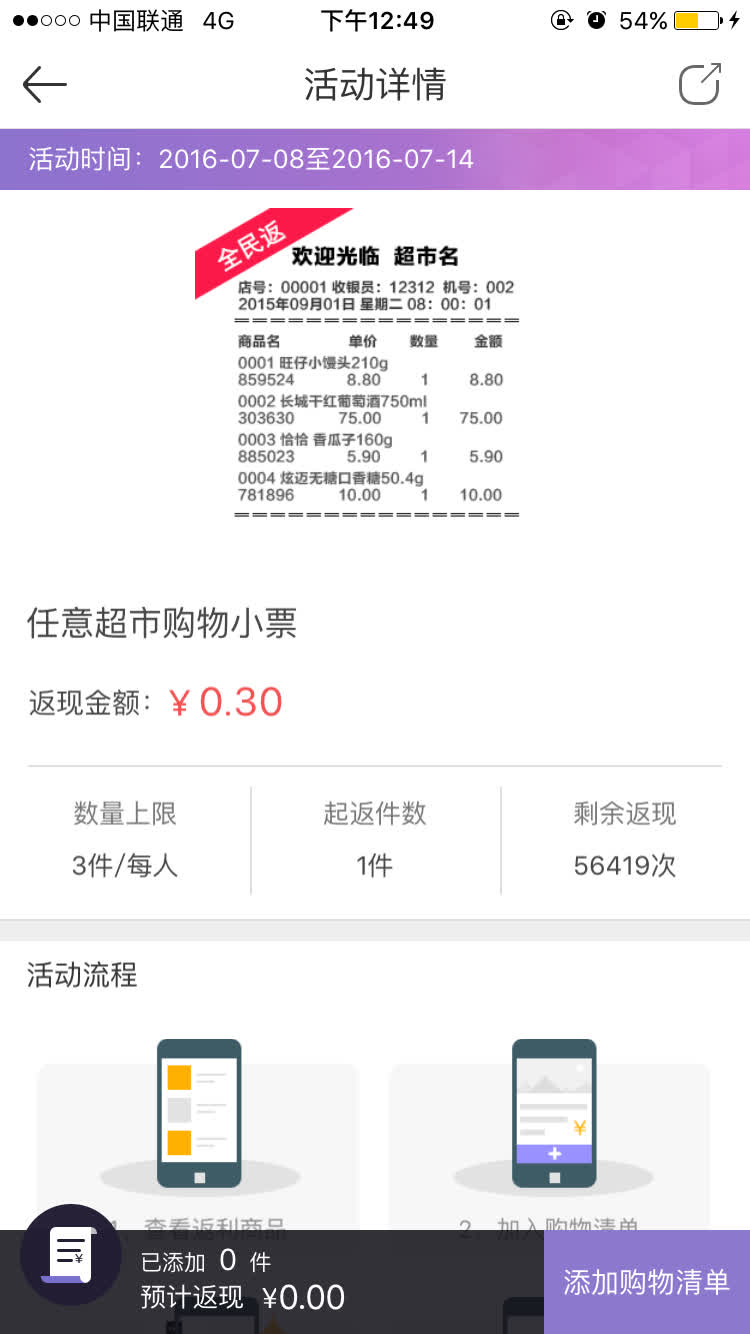 中国联通 4G 下午12:49 54%
活动详情
活动时间：2016-07-08至2016-07-14
全民返
欢迎光临 超市名
店号：00001 收银员：12312 机号：002
2015年09月01日 星期二 08：00：01
商品名 单价 数量 金额
0001 旺仔小馒头210g
859524 8.80 1 8.80
0002 长城干红葡萄酒750ml
303630 75.00 1 75.00
0003 恰恰 香瓜子160g
885023 5.90 1 5.90
0004 炫迈无糖口香糖50.4g
781896 10.00 1 10.00
任意超市购物小票
返现金额：¥ 0.30
数量上限 起返件数 剩余返现
3件/每人 1件 56419次
活动流程
¥
1、查看返利商品 2、加入购物清单
¥
已添加 0 件
预计返现 ¥0.00
添加购物清单